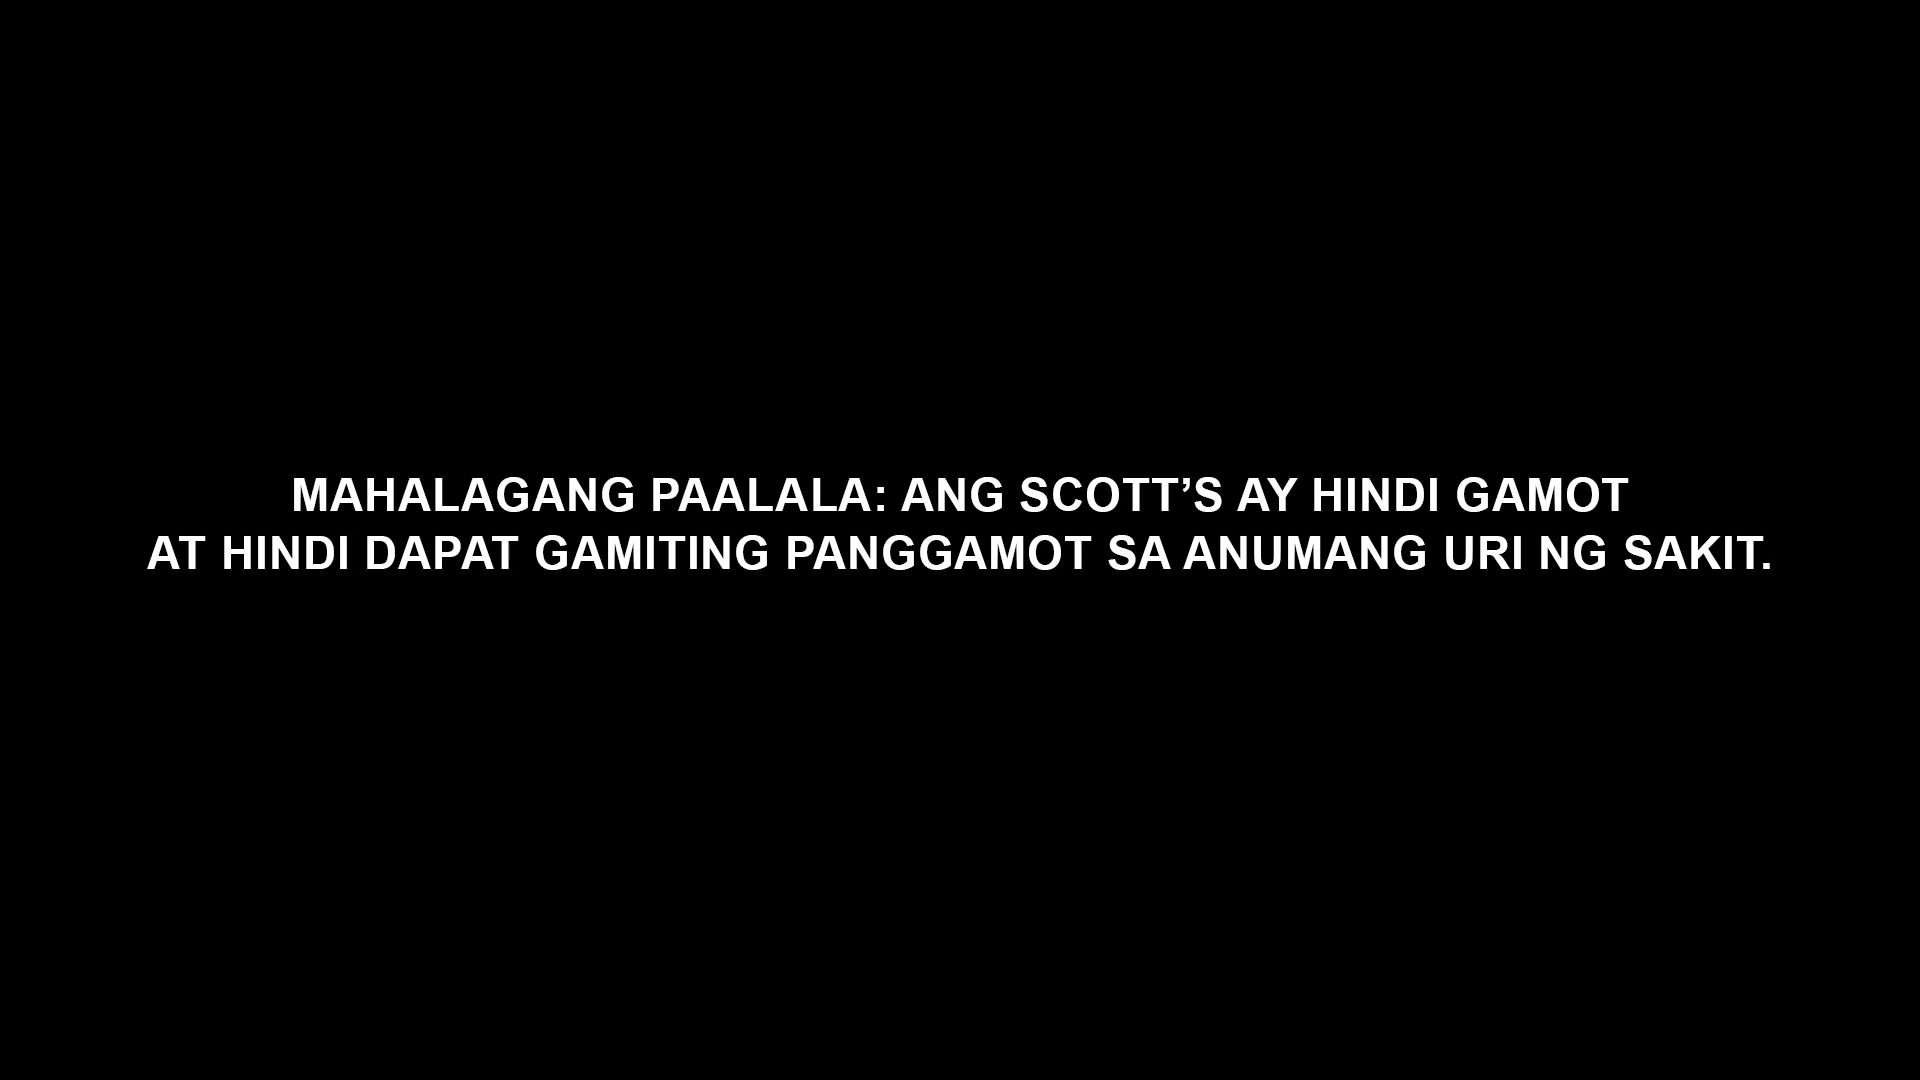 MAHALAGANG PAALALA: ANG SCOTT’S AY HINDI GAMOT
AT HINDI DAPAT GAMITING PANGGAMOT SA ANUMANG URI NG SAKIT.